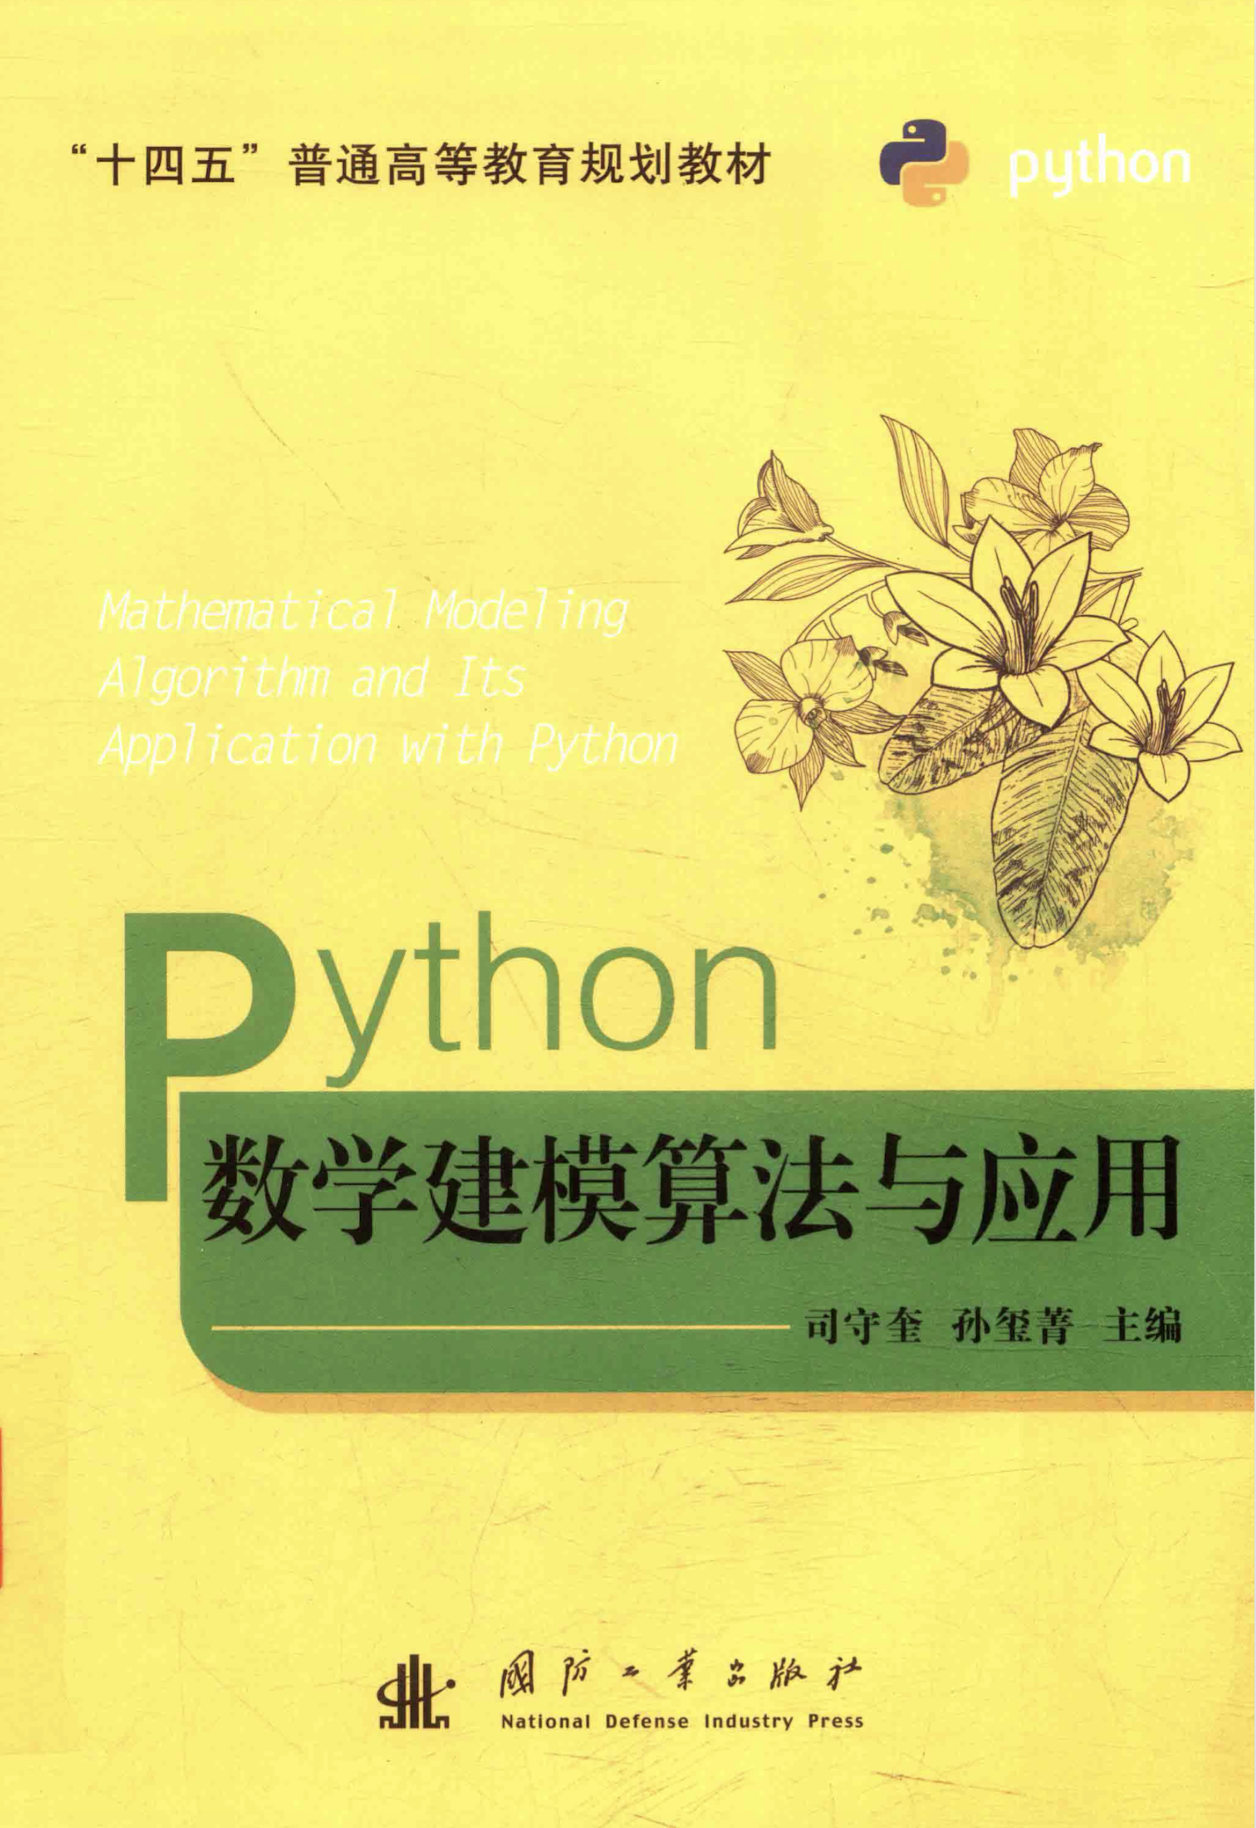 “十四五”普通高等教育规划教材
python
Mathematical Modeling
Algorithm and Its
Application with Python
Python
数学建模算法与应用
司守奎 孙玺菁 主编
國防工业出版社
National Defense Industry Press